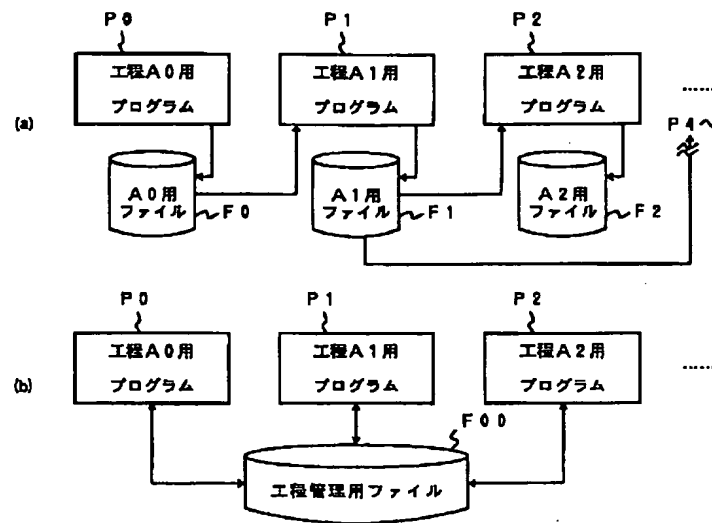 P0 P1 P2
工程A0用 工程A1用 工程A2用
プログラム プログラム プログラム
(a)
P4へ
A0用 A1用 A2用
ファイル ファイル ファイル
F0 F1 F2
P0 P1 P2
工程A0用 工程A1用 工程A2用
プログラム プログラム プログラム
(b)
F00
工程管理用ファイル